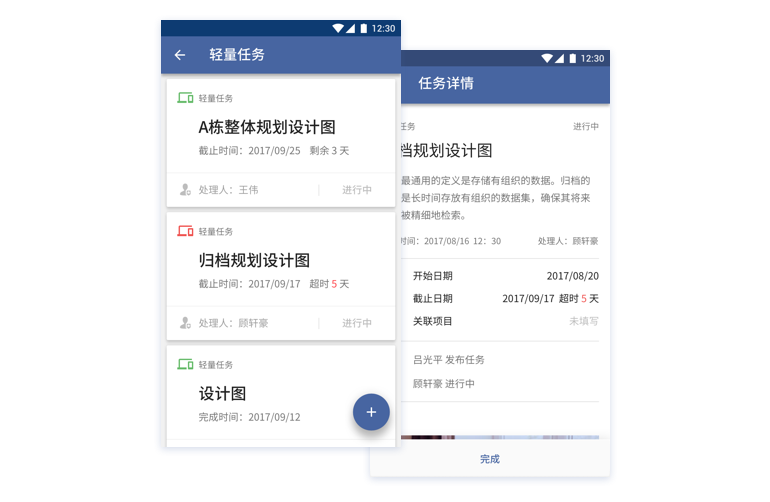 12:30
轻量任务
轻量任务
A栋整体规划设计图
截止时间：2017/09/25 剩余 3 天
处理人：王伟 进行中
轻量任务
归档规划设计图
截止时间：2017/09/17 超时 5 天
处理人：顾轩豪 进行中
轻量任务
设计图
完成时间：2017/09/12
12:30
任务详情
任务 进行中
档规划设计图
最通用的定义是存储有组织的数据。归档的
是长时间存放有组织的数据集，确保其将来
被精细地检索。
时间：2017/08/16 12：30 处理人：顾轩豪
开始日期 2017/08/20
截止日期 2017/09/17 超时 5 天
关联项目 未填写
吕光平 发布任务
顾轩豪 进行中
完成